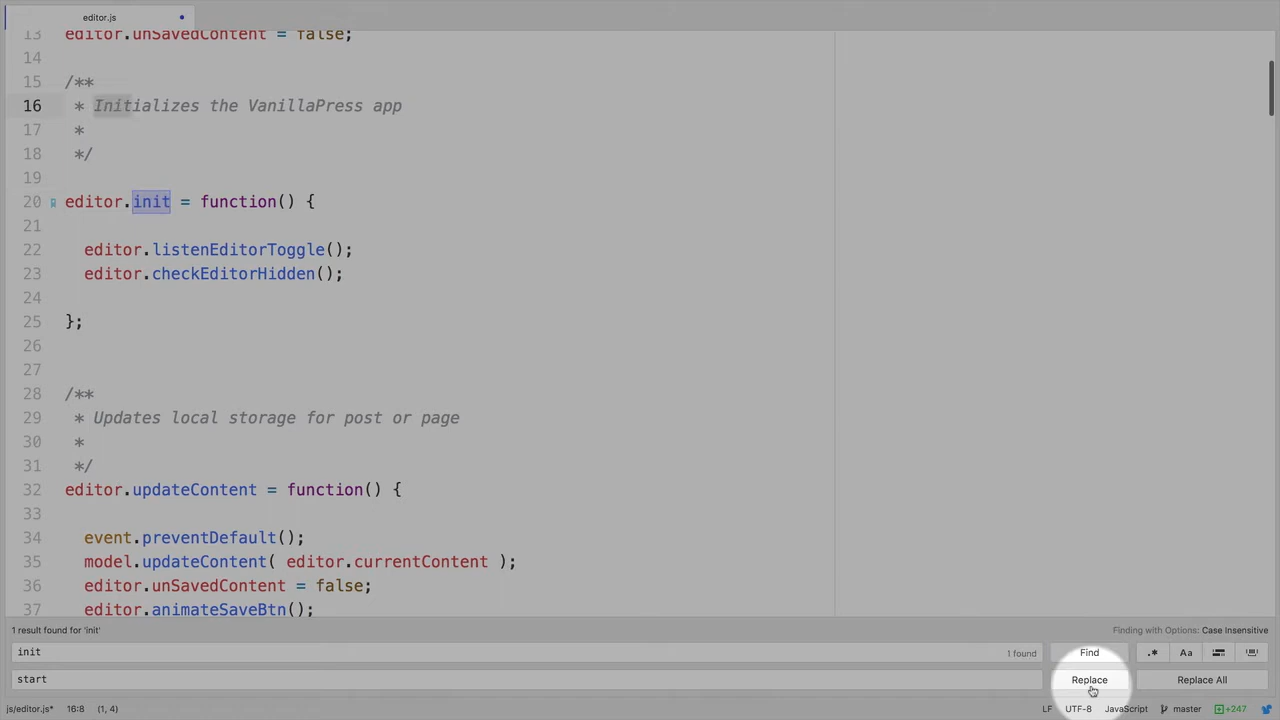 editor.js
13 editor.unSavedContent = false;
14
15 /**
16 * Initializes the VanillaPress app
17 *
18 */
19
20 editor.init = function() {
21
22 editor.listenEditorToggle();
23 editor.checkEditorHidden();
24
25 };
26
27
28 /**
29 * Updates local storage for post or page
30 *
31 */
32 editor.updateContent = function() {
33
34 event.preventDefault();
35 model.updateContent( editor.currentContent );
36 editor.unSavedContent = false;
37 editor.animateSaveBtn();
1 result found for 'init' Finding with Options: Case Insensitive
init 1 found Find .* Aa
start Replace Replace All
js/editor.js* 16:8 (1, 4) LF UTF-8 JavaScript master +247